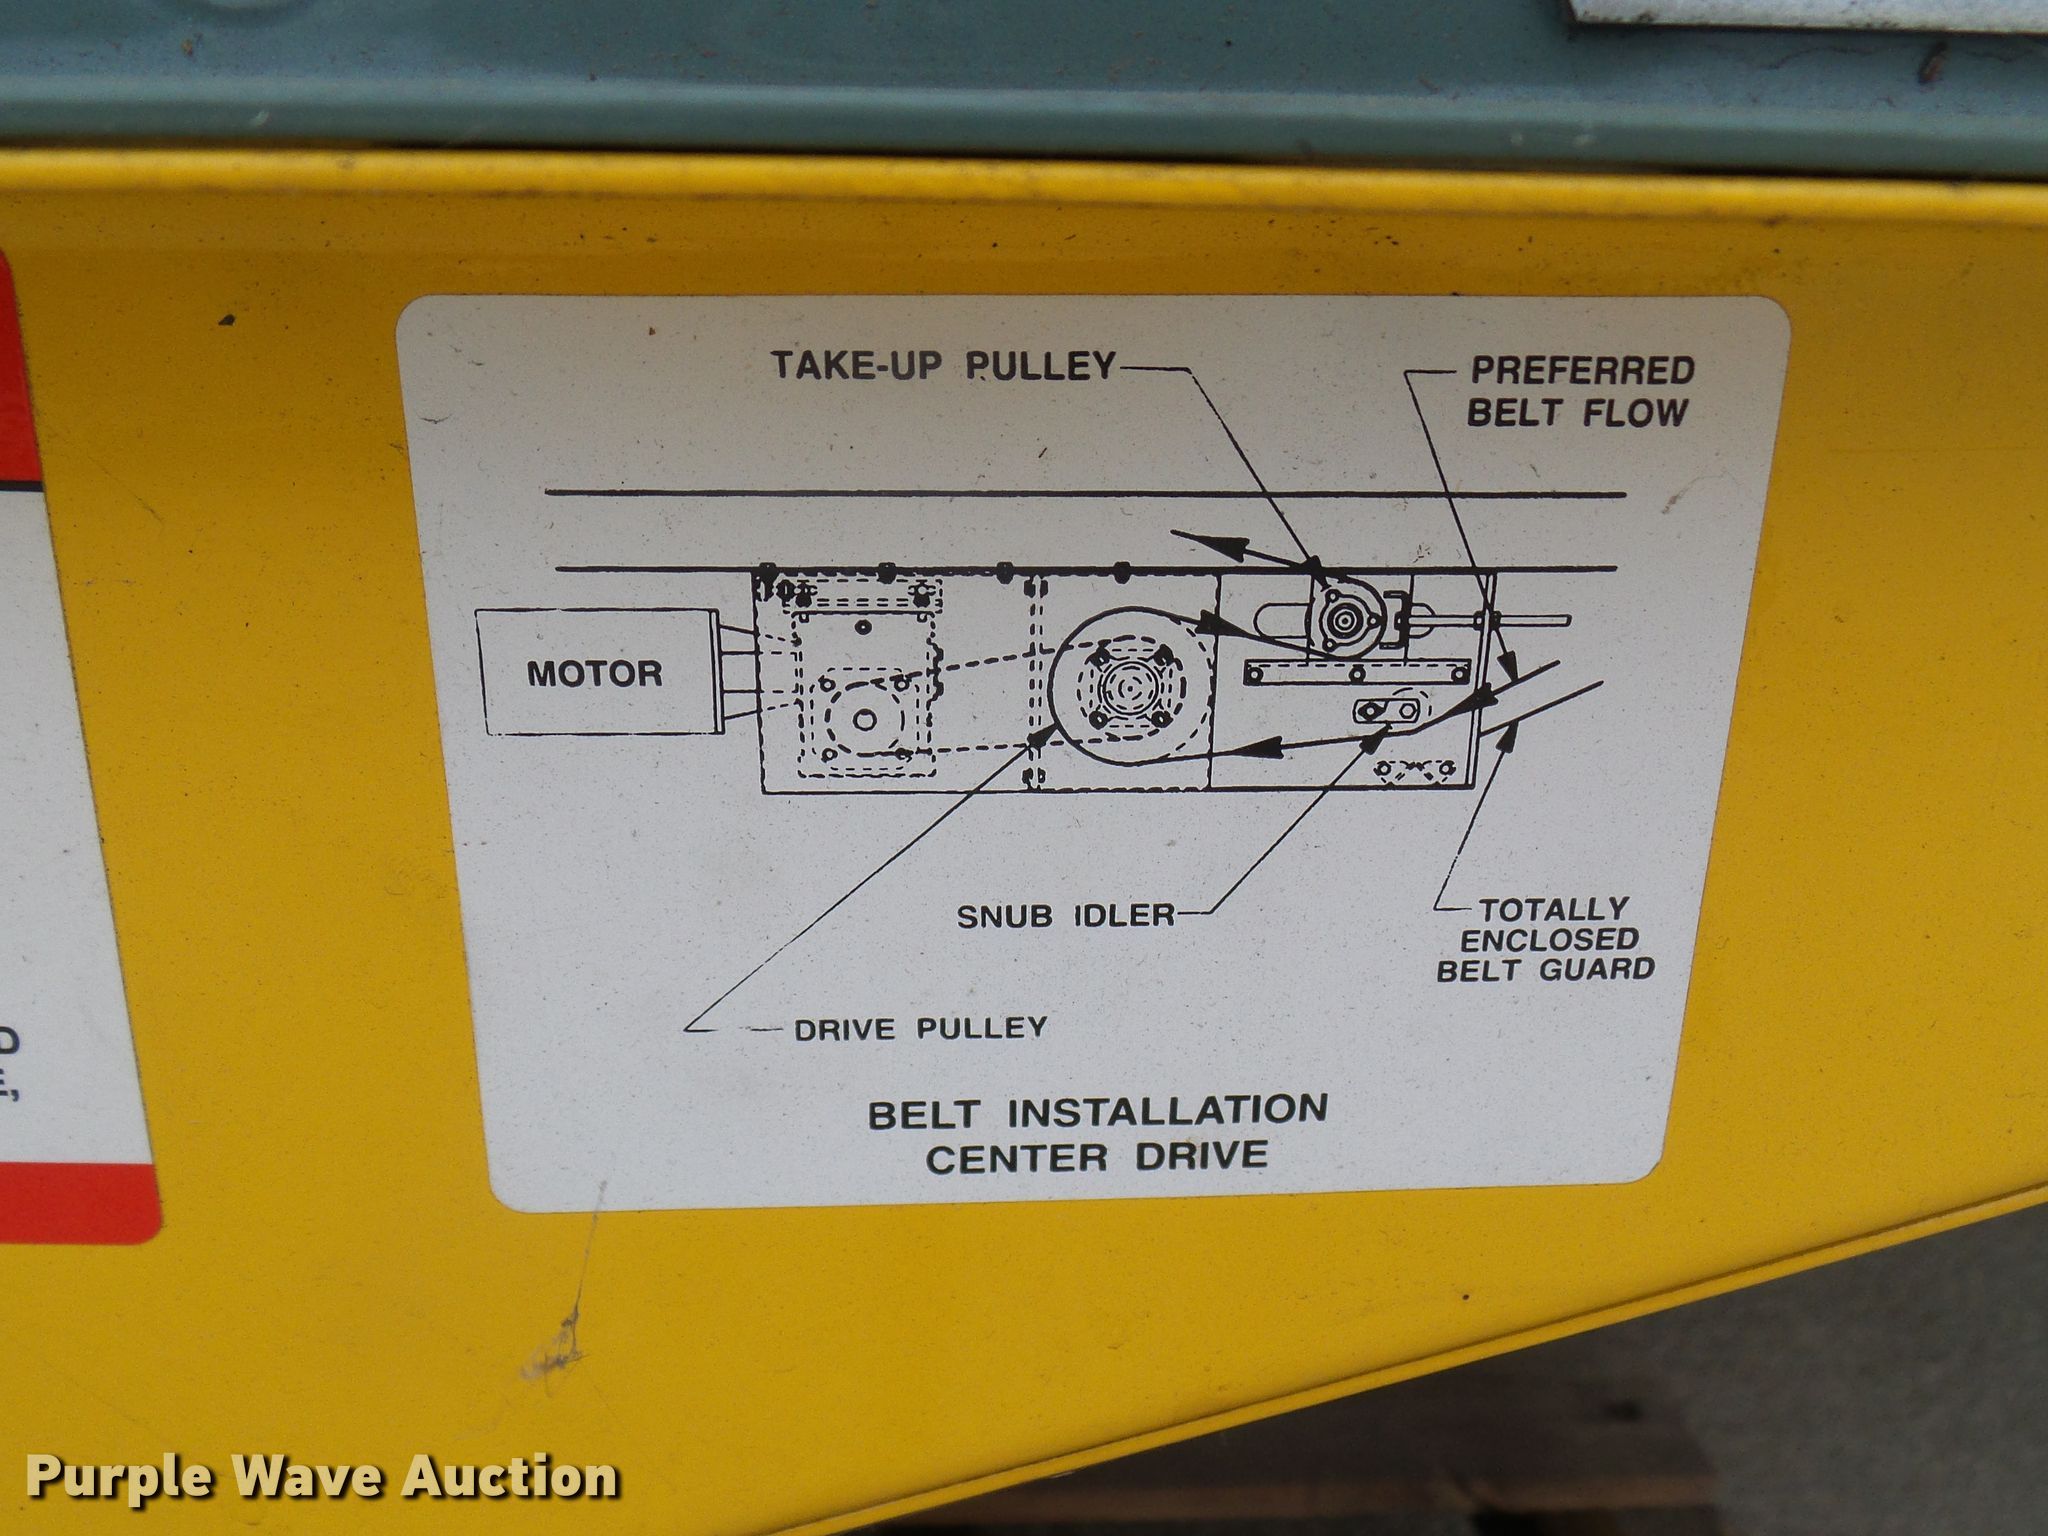 TAKE-UP PULLEY
PREFERRED
BELT FLOW
MOTOR
SNUB IDLER
TOTALLY
ENCLOSED
BELT GUARD
DRIVE PULLEY
BELT INSTALLATION
CENTER DRIVE
D
E,
Purple Wave Auction